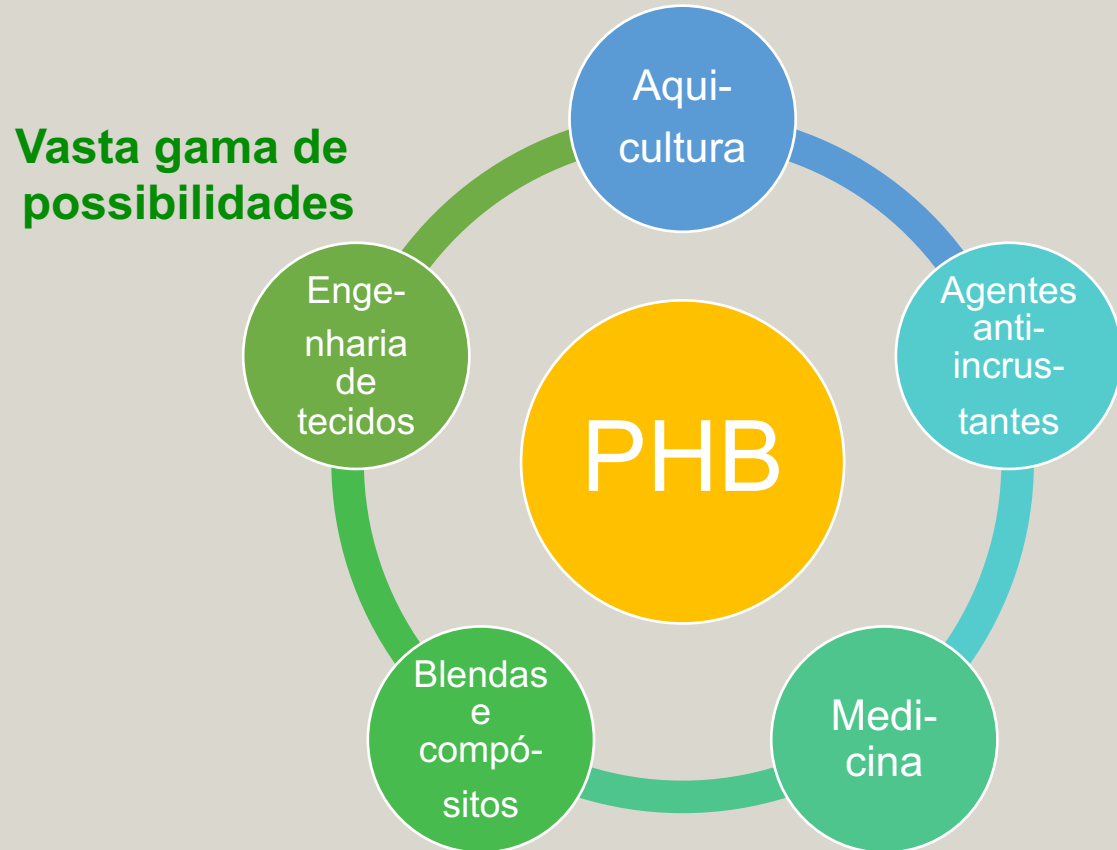 Vasta gama de
possibilidades
Aqui-
cultura
Agentes
anti-
incrus-
tantes
Medi-
cina
Blendas
e
compó-
sitos
Enge-
nharia
de
tecidos
PHB